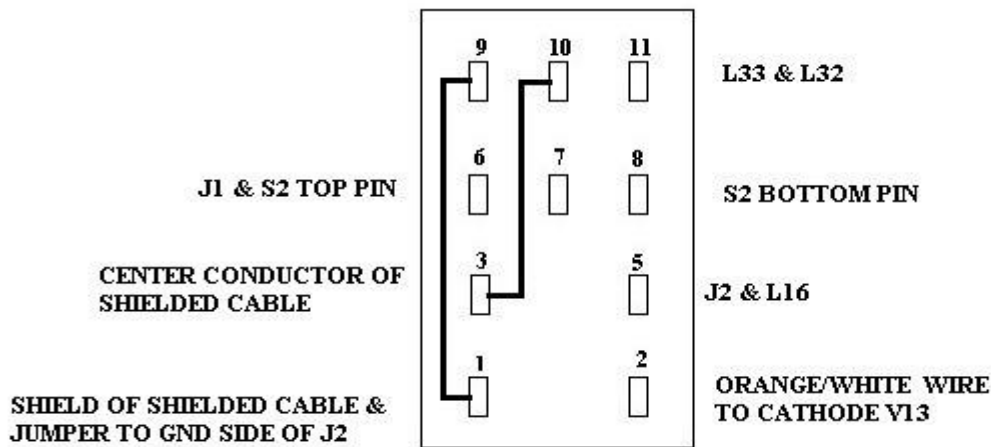 9 10 11
L33 & L32
6 7 8
J1 & S2 TOP PIN
S2 BOTTOM PIN
3 5
CENTER CONDUCTOR OF
SHIELDED CABLE
J2 & L16
1 2
ORANGE/WHITE WIRE
TO CATHODE V13
SHIELD OF SHIELDED CABLE &
JUMPER TO GND SIDE OF J2